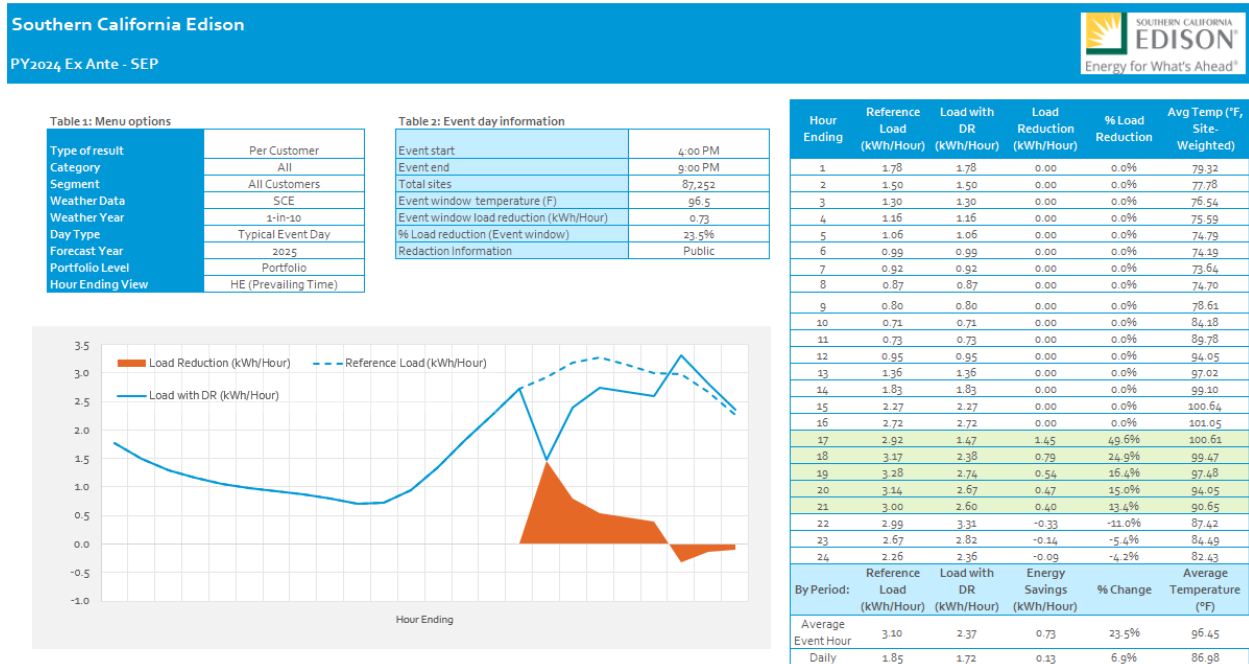 Southern California Edison
PY2024 Ex Ante - SEP
SOUTHERN CALIFORNIA
EDISON®
Energy for What's Ahead®
Table 1: Menu options
Type of result Per Customer
Category All
Segment All Customers
Weather Data SCE
Weather Year 1-in-10
Day Type Typical Event Day
Forecast Year 2025
Portfolio Level Portfolio
Hour Ending View HE (Prevailing Time)
Table 2: Event day information
Event start 4:00 PM
Event end 9:00 PM
Total sites 87,252
Event window temperature (F) 96.5
Event window load reduction (kWh/Hour) 0.73
% Load reduction (Event window) 23.5%
Redaction Information Public
3.5
3.0
2.5
2.0
1.5
1.0
0.5
0.0
-0.5
-1.0
Load Reduction (kWh/Hour) Reference Load (kWh/Hour)
Load with DR (kWh/Hour)
Hour Ending
Hour Ending Reference Load (kWh/Hour) Load with DR (kWh/Hour) Load Reduction (kWh/Hour) % Load Reduction Avg Temp (°F, Site-Weighted)
1 1.78 1.78 0.00 0.0% 79.32
2 1.50 1.50 0.00 0.0% 77.78
3 1.30 1.30 0.00 0.0% 76.54
4 1.16 1.16 0.00 0.0% 75.59
5 1.06 1.06 0.00 0.0% 74.79
6 0.99 0.99 0.00 0.0% 74.19
7 0.92 0.92 0.00 0.0% 73.64
8 0.87 0.87 0.00 0.0% 74.70
9 0.80 0.80 0.00 0.0% 78.61
10 0.71 0.71 0.00 0.0% 84.18
11 0.73 0.73 0.00 0.0% 89.78
12 0.95 0.95 0.00 0.0% 94.05
13 1.36 1.36 0.00 0.0% 97.02
14 1.83 1.83 0.00 0.0% 99.10
15 2.27 2.27 0.00 0.0% 100.64
16 2.72 2.72 0.00 0.0% 101.05
17 2.92 1.47 1.45 49.6% 100.61
18 3.17 2.38 0.79 24.9% 99.47
19 3.28 2.74 0.54 16.4% 97.48
20 3.14 2.67 0.47 15.0% 94.05
21 3.00 2.60 0.40 13.4% 90.65
22 2.99 3.31 -0.33 -11.0% 87.42
23 2.67 2.82 -0.14 -5.4% 84.49
24 2.26 2.36 -0.09 -4.2% 82.43
By Period: Reference Load (kWh/Hour) Load with DR (kWh/Hour) Energy Savings (kWh/Hour) % Change Average Temperature (°F)
Average Event Hour 3.10 2.37 0.73 23.5% 96.45
Daily 1.85 1.72 0.13 6.9% 86.98